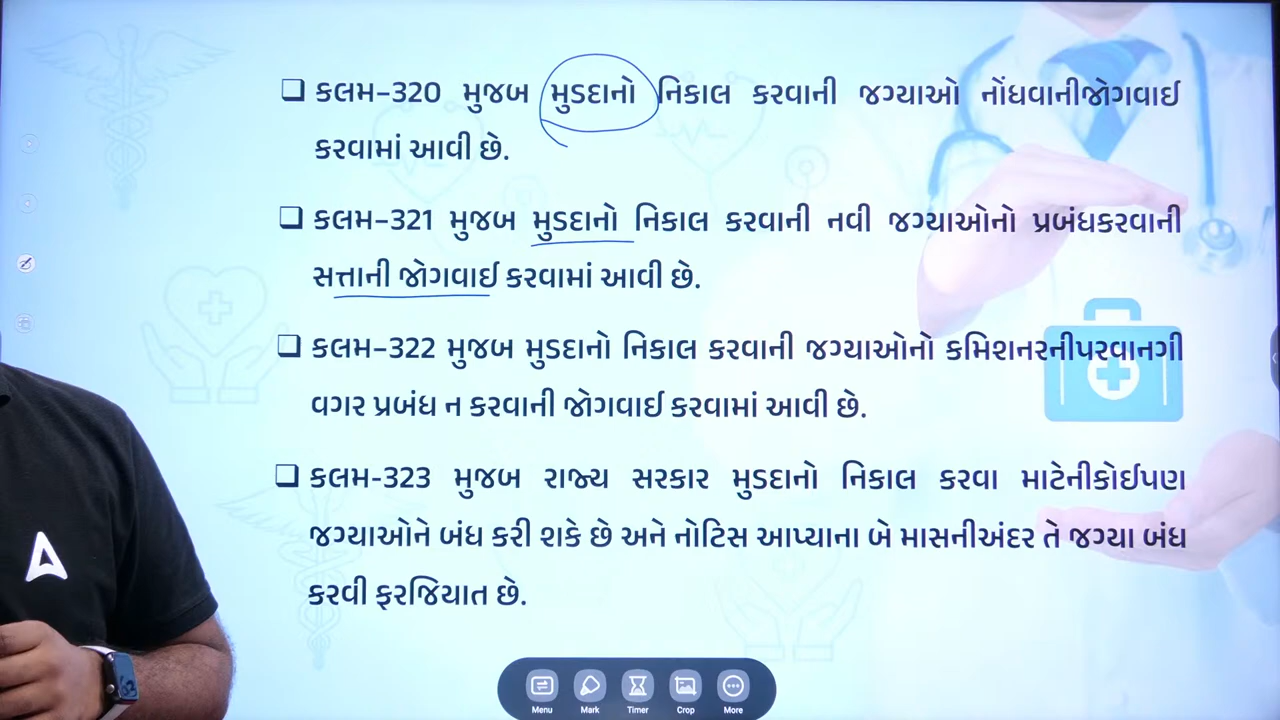 ❑ કલમ–320 મુજબ મુડદાનો નિકાલ કરવાની જગ્યાઓ નોંધવાનીજોગવાઈ
કરવામાં આવી છે.
❑ કલમ–321 મુજબ મુડદાનો નિકાલ કરવાની નવી જગ્યાઓનો પ્રબંધકરવાની
સત્તાની જોગવાઈ કરવામાં આવી છે.
❑ કલમ–322 મુજબ મુડદાનો નિકાલ કરવાની જગ્યાઓનો કમિશનરનીપરવાનગી
વગર પ્રબંધ ન કરવાની જોગવાઈ કરવામાં આવી છે.
❑ કલમ-323 મુજબ રાજ્ય સરકાર મુડદાનો નિકાલ કરવા માટેનીકોઈપણ
જગ્યાઓને બંધ કરી શકે છે અને નોટિસ આપ્યાના બે માસનીઅંદર તે જગ્યા બંધ
કરવી ફરજિયાત છે.
Menu Mark Timer Crop More